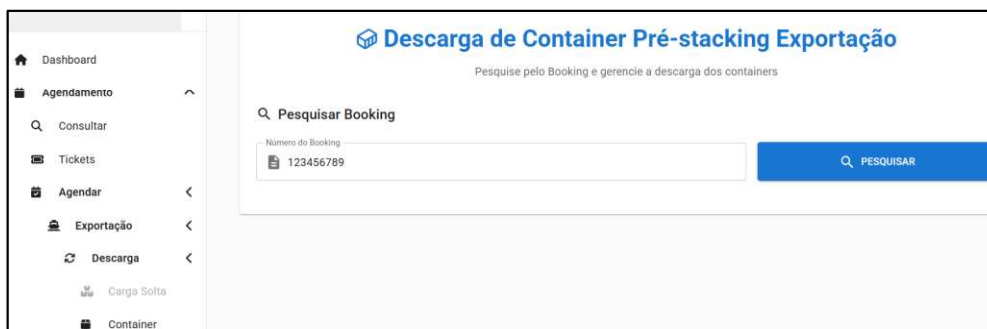 Dashboard
Agendamento
Consultar
Tickets
Agendar
Exportação
Descarga
Carga Solta
Container
Descarga de Container Pré-stacking Exportação
Pesquise pelo Booking e gerencie a descarga dos containers
Pesquisar Booking
Número do Booking
123456789
PESQUISAR